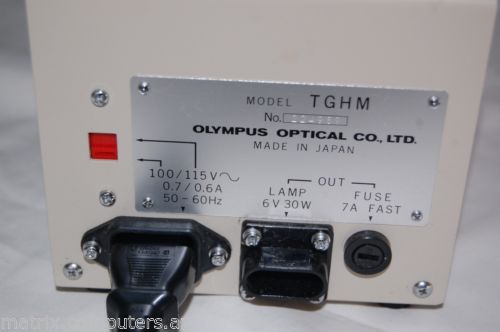 MODEL TGHM
No.
OLYMPUS OPTICAL CO., LTD.
MADE IN JAPAN
100/115V~
0.7/0.6A
50-60Hz
OUT
LAMP
6V 30W
FUSE
7A FAST